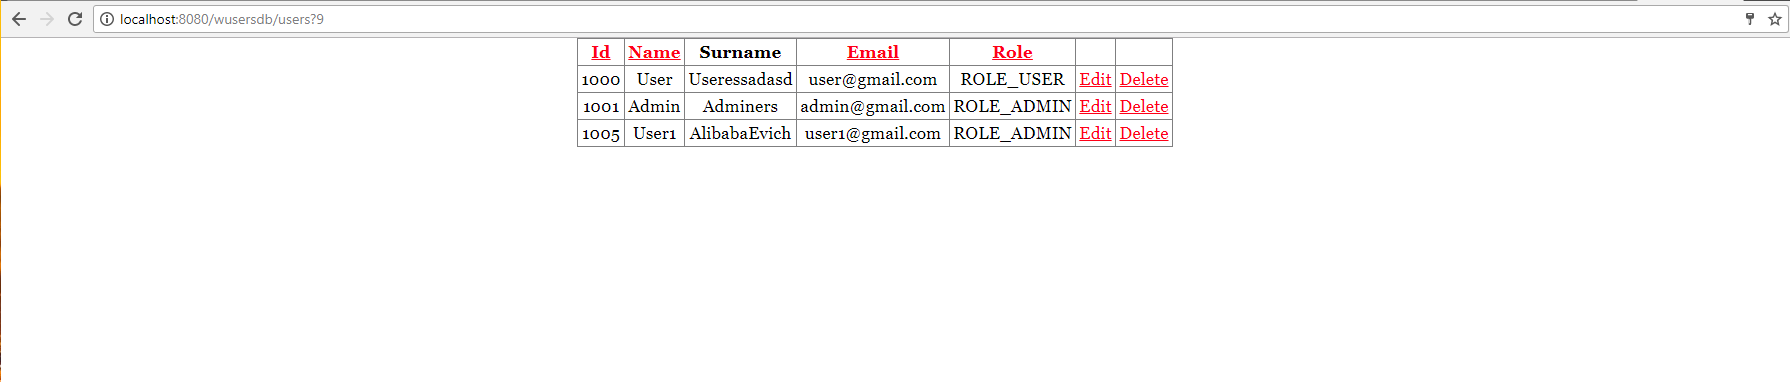 localhost:8080/wusersdb/users?9
Id Name Surname Email Role
1000 User Useressadasd user@gmail.com ROLE_USER Edit Delete
1001 Admin Adminers admin@gmail.com ROLE_ADMIN Edit Delete
1005 User1 AlibabaEvich user1@gmail.com ROLE_ADMIN Edit Delete